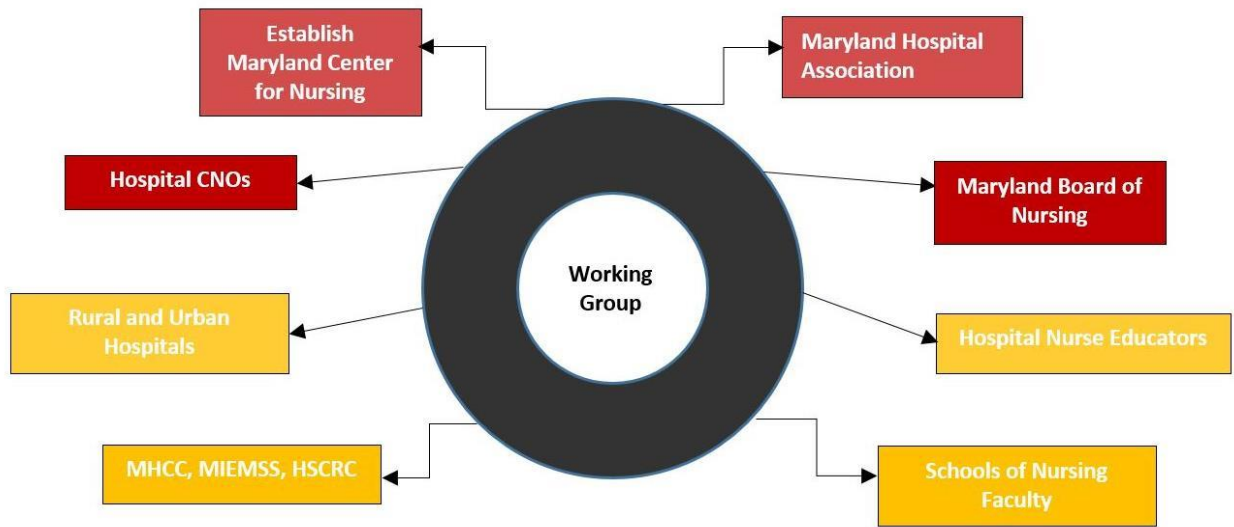 Establish
Maryland Center
for Nursing
Maryland Hospital
Association
Hospital CNOs
Maryland Board of
Nursing
Working
Group
Rural and Urban
Hospitals
Hospital Nurse Educators
MHCC, MIEMSS, HSCRC
Schools of Nursing
Faculty